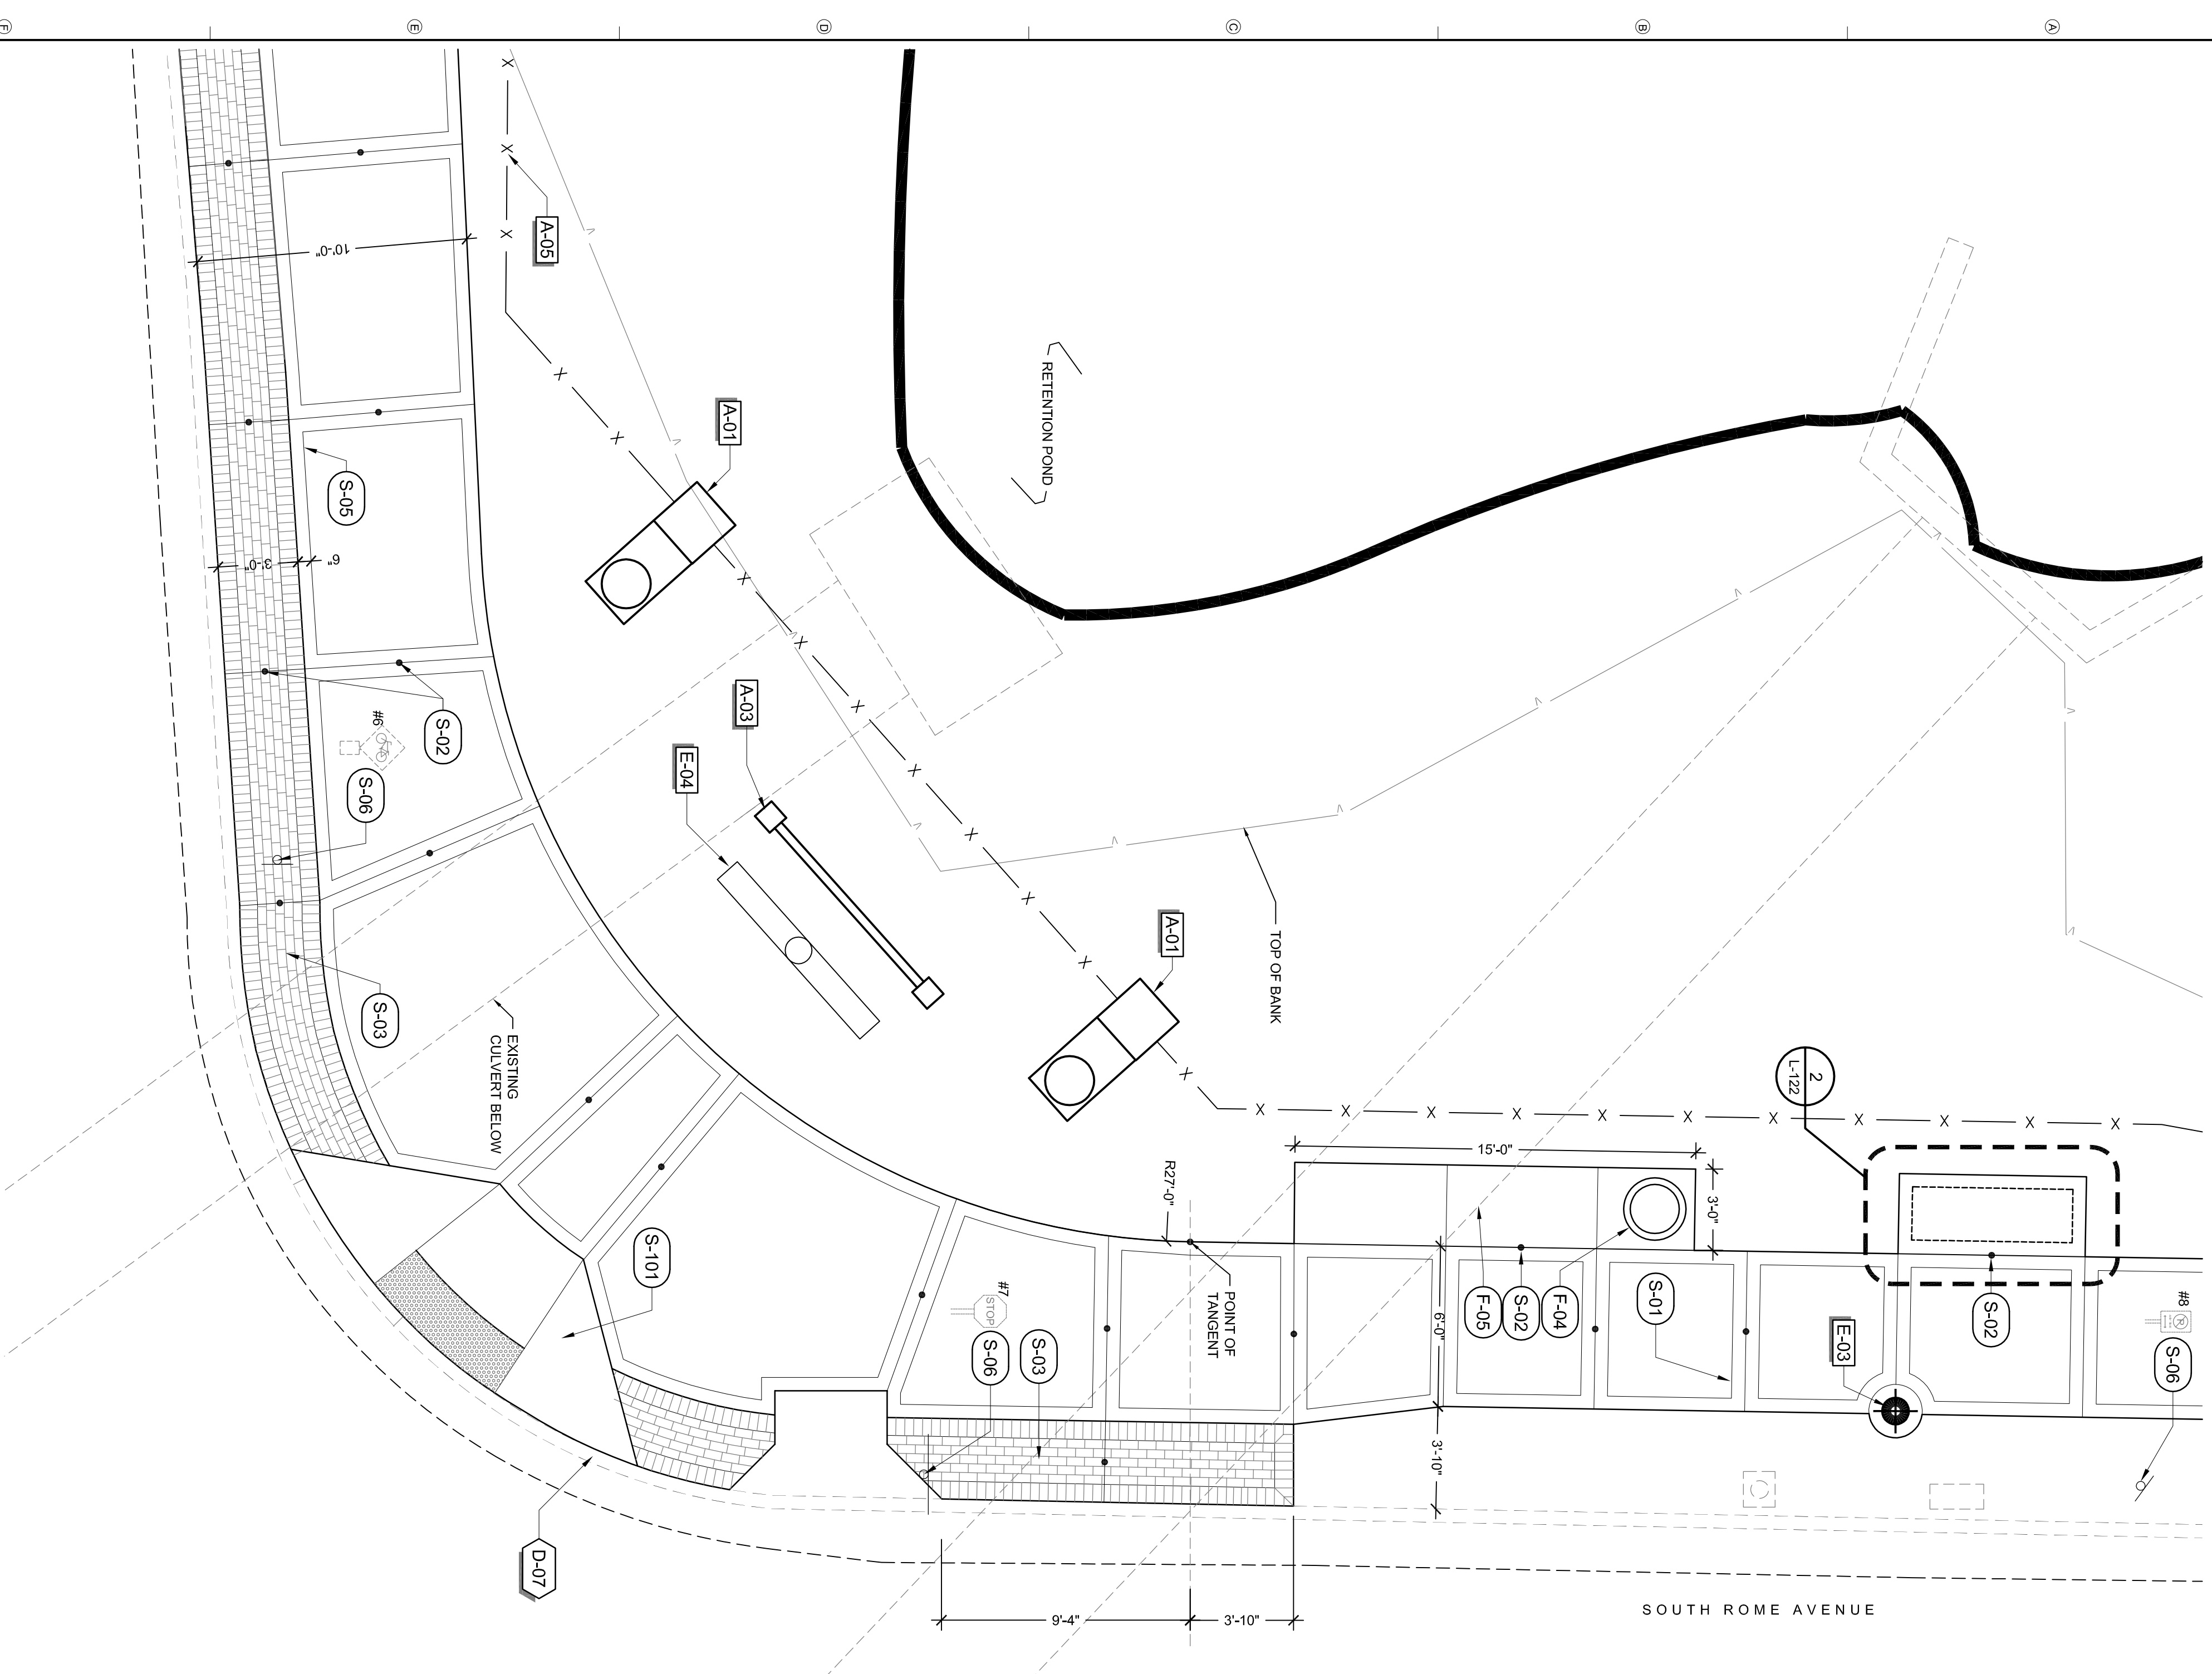 F
E
D
C
B
A
X X X X X X X X X X X X X X X X X X X X X X X X X X
A-05
10'-0"
RETENTION POND
A-01
S-05
3'-0"
6"
A-03
S-02
#6
E-04
S-06
A-01
TOP OF BANK
S-03
EXISTING
CULVERT BELOW
2
L-122
15'-0"
3'-0"
R27'-0"
POINT OF
TANGENT
S-101
#7
STOP
S-06
S-03
6'-0"
F-05
S-02
F-04
S-01
E-03
S-02
#8
P
S-06
3'-10"
D-07
9'-4"
3'-10"
SOUTH ROME AVENUE